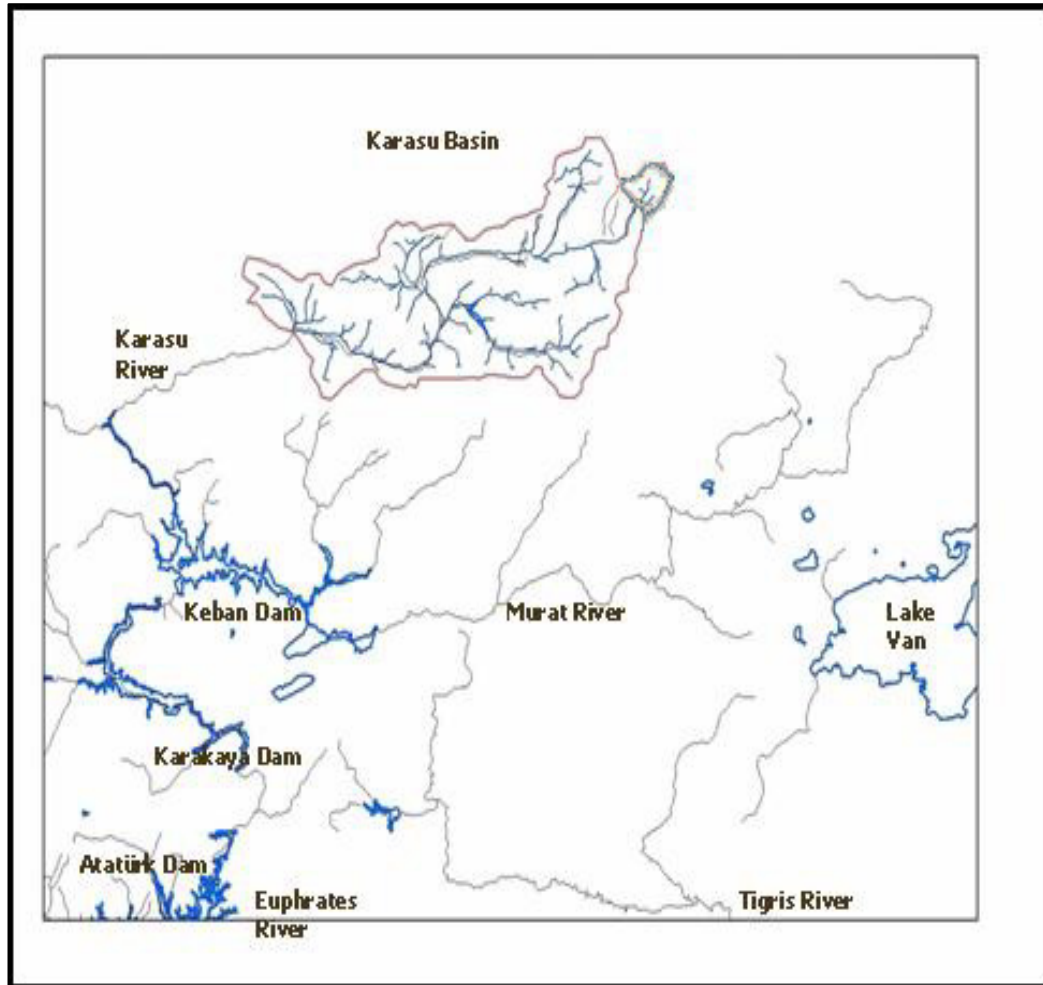 Karasu Basin
Karasu
River
Keban Dam
Murat River
Lake
Van
Karakaya Dam
Atatürk Dam
Euphrates
River
Tigris River